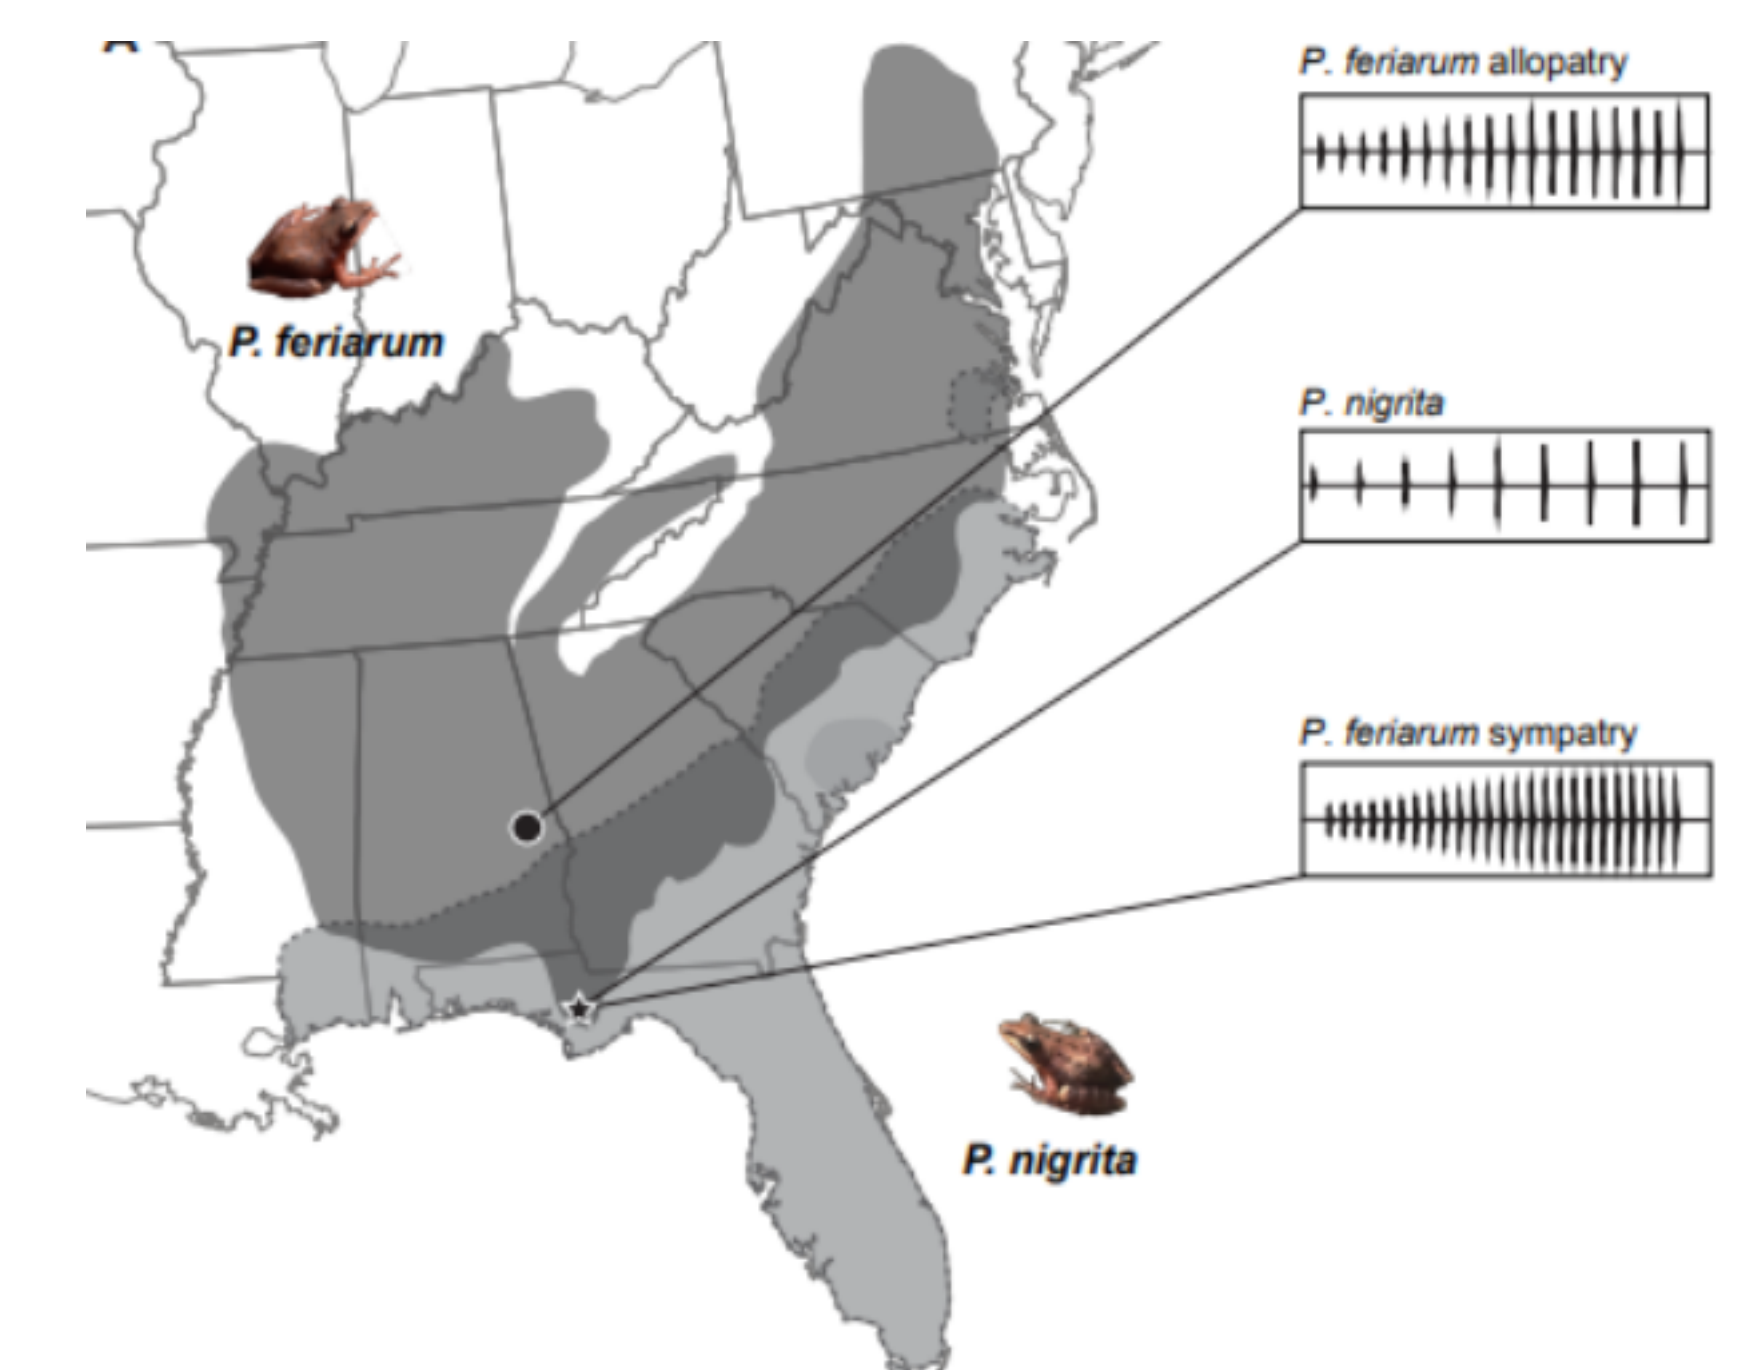 A
P. feriarum allopatry
P. feriarum
P. nigrita
P. feriarum sympatry
P. nigrita